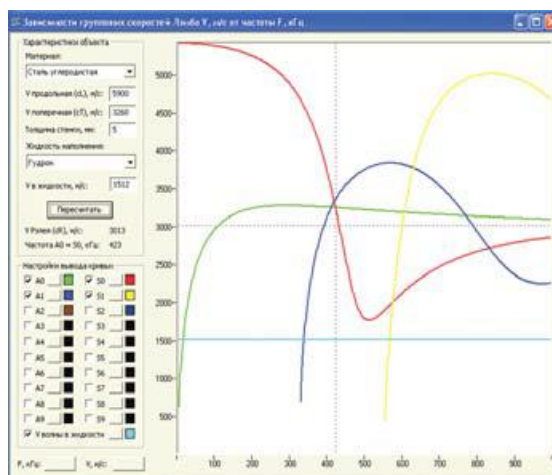 Зависимости групповых скоростей Лэмба V, м/с от частоты F, кГц
Характеристики объекта
Материал:
Сталь углеродистая
V продольная (cL), м/с: 5900
V поперечная (cT), м/с: 3260
Толщина стенки, мм: 5
Жидкость наполнения:
Гудрон
V в жидкости, м/с: 1512
Пересчитать
V Рэлея (cR), м/с: 3013
Частота A0 = S0, кГц: 423
Настройки вывода кривых
A0 ... S0 ...
A1 ... S1 ...
A2 ... S2 ...
A3 ... S3 ...
A4 ... S4 ...
A5 ... S5 ...
A6 ... S6 ...
A7 ... S7 ...
A8 ... S8 ...
A9 ... S9 ...
V волны в жидкости ...
F, кГц: V, м/с:
5000
4500
4000
3500
3000
2500
2000
1500
1000
500
0 100 200 300 400 500 600 700 800 900